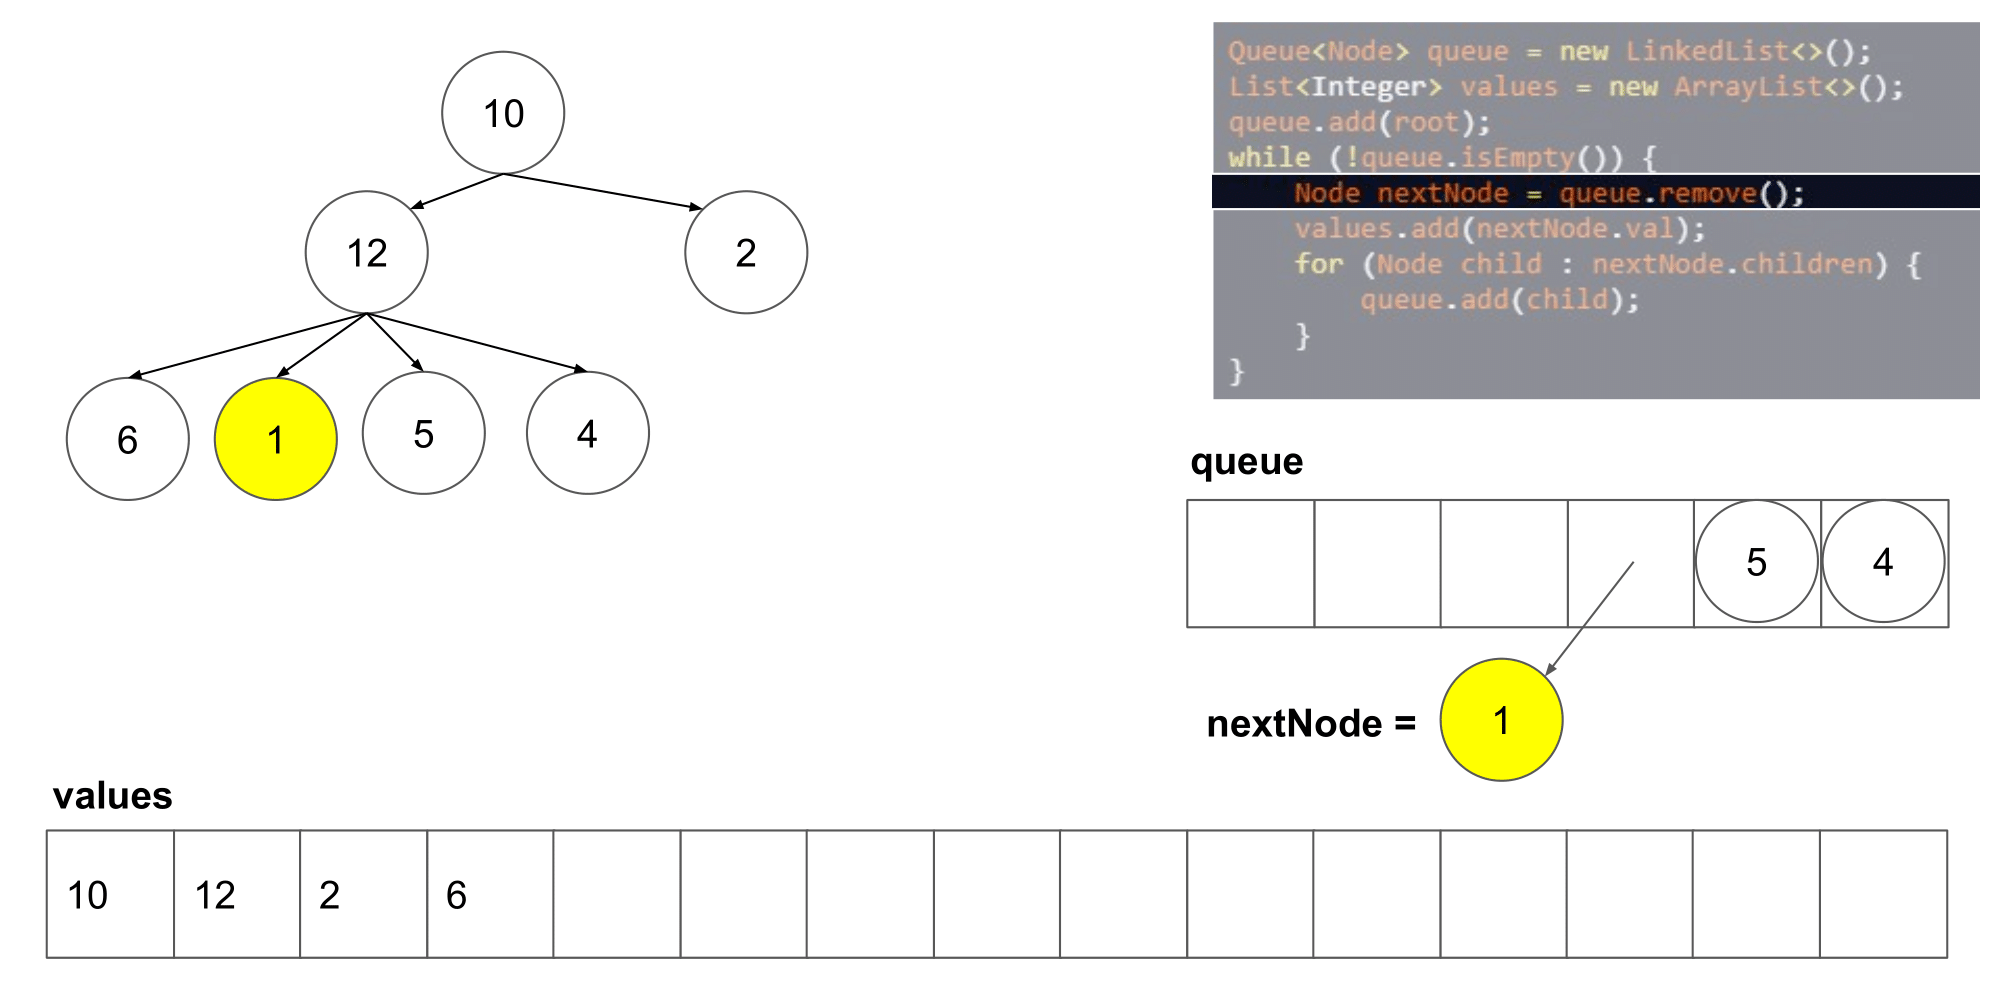 10
12
2
6
1
5
4
Queue<Node> queue = new LinkedList<>();
List<Integer> values = new ArrayList<>();
queue.add(root);
while (!queue.isEmpty()) {
    Node nextNode = queue.remove();
    values.add(nextNode.val);
    for (Node child : nextNode.children) {
        queue.add(child);
    }
}
queue
5 4
nextNode = 1
values
10 12 2 6